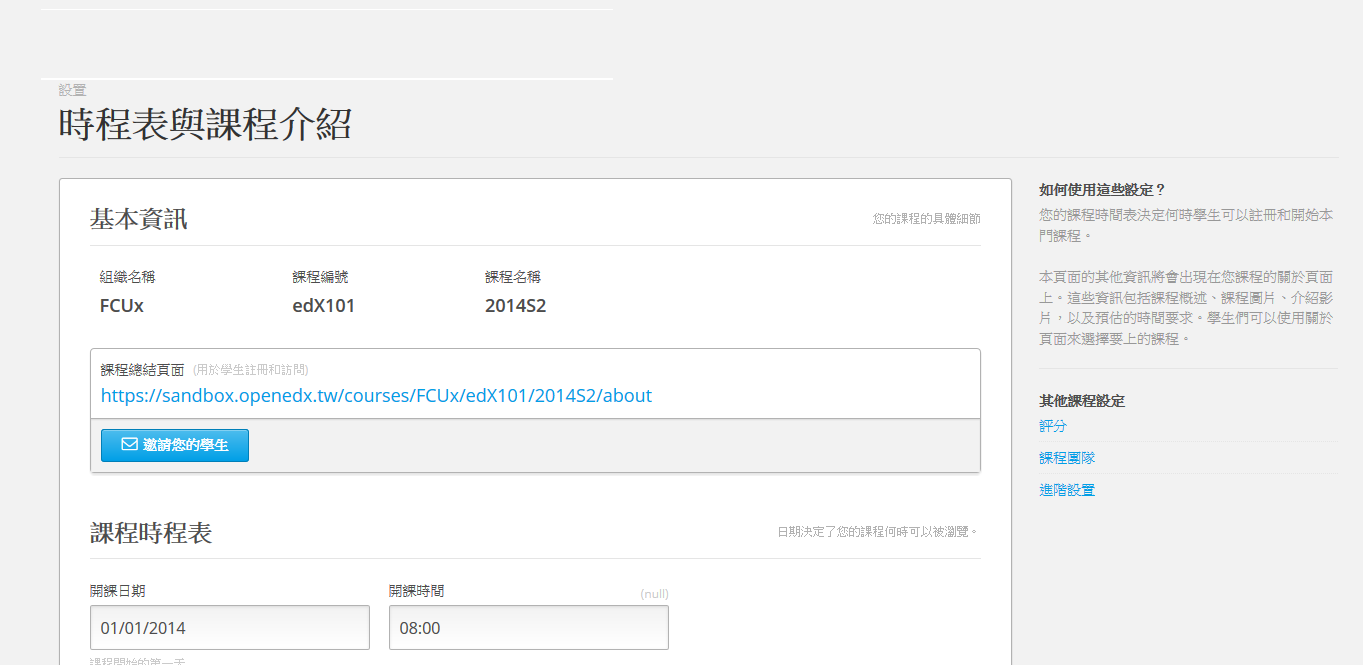 設置
時程表與課程介紹
基本資訊
您的課程的具體細節
組織名稱
課程編號
課程名稱
FCUx
edX101
2014S2
課程總結頁面 (用於學生註冊和訪問)
https://sandbox.openedx.tw/courses/FCUx/edX101/2014S2/about
邀請您的學生
課程時程表
日期決定了您的課程何時可以被瀏覽。
開課日期
開課時間
(null)
01/01/2014
08:00
課程開始的第一天
如何使用這些設定？
您的課程時間表決定何時學生可以註冊和開始本
門課程。
本頁面的其他資訊將會出現在您課程的關於頁面
上。這些資訊包括課程概述、課程圖片、介紹影
片，以及預估的時間要求。學生們可以使用關於
頁面來選擇要上的課程。
其他課程設定
評分
課程團隊
進階設置